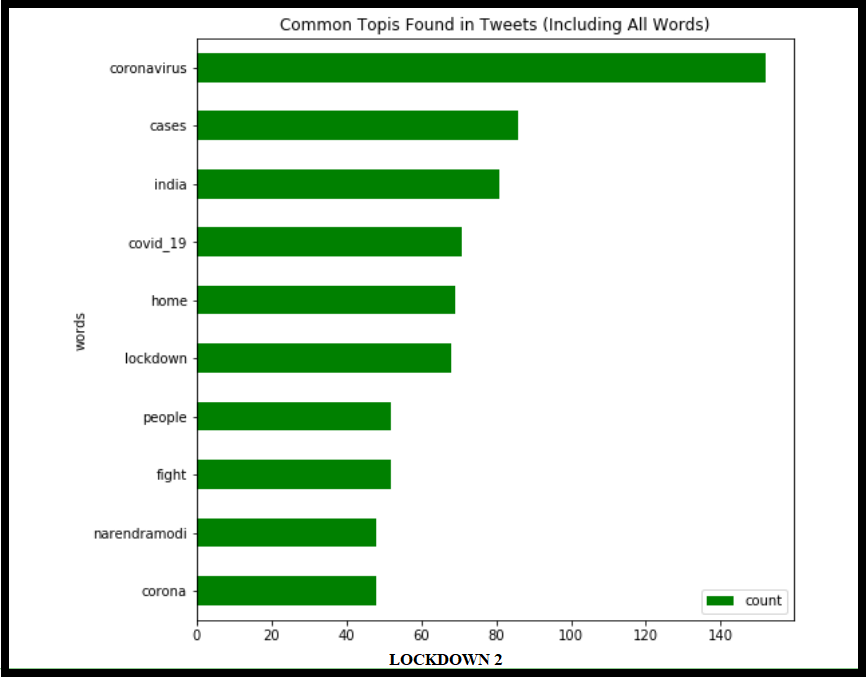 Common Topis Found in Tweets (Including All Words)
coronavirus
cases
india
covid_19
home
words
lockdown
people
fight
narendramodi
corona
count
0 20 40 60 80 100 120 140
LOCKDOWN 2